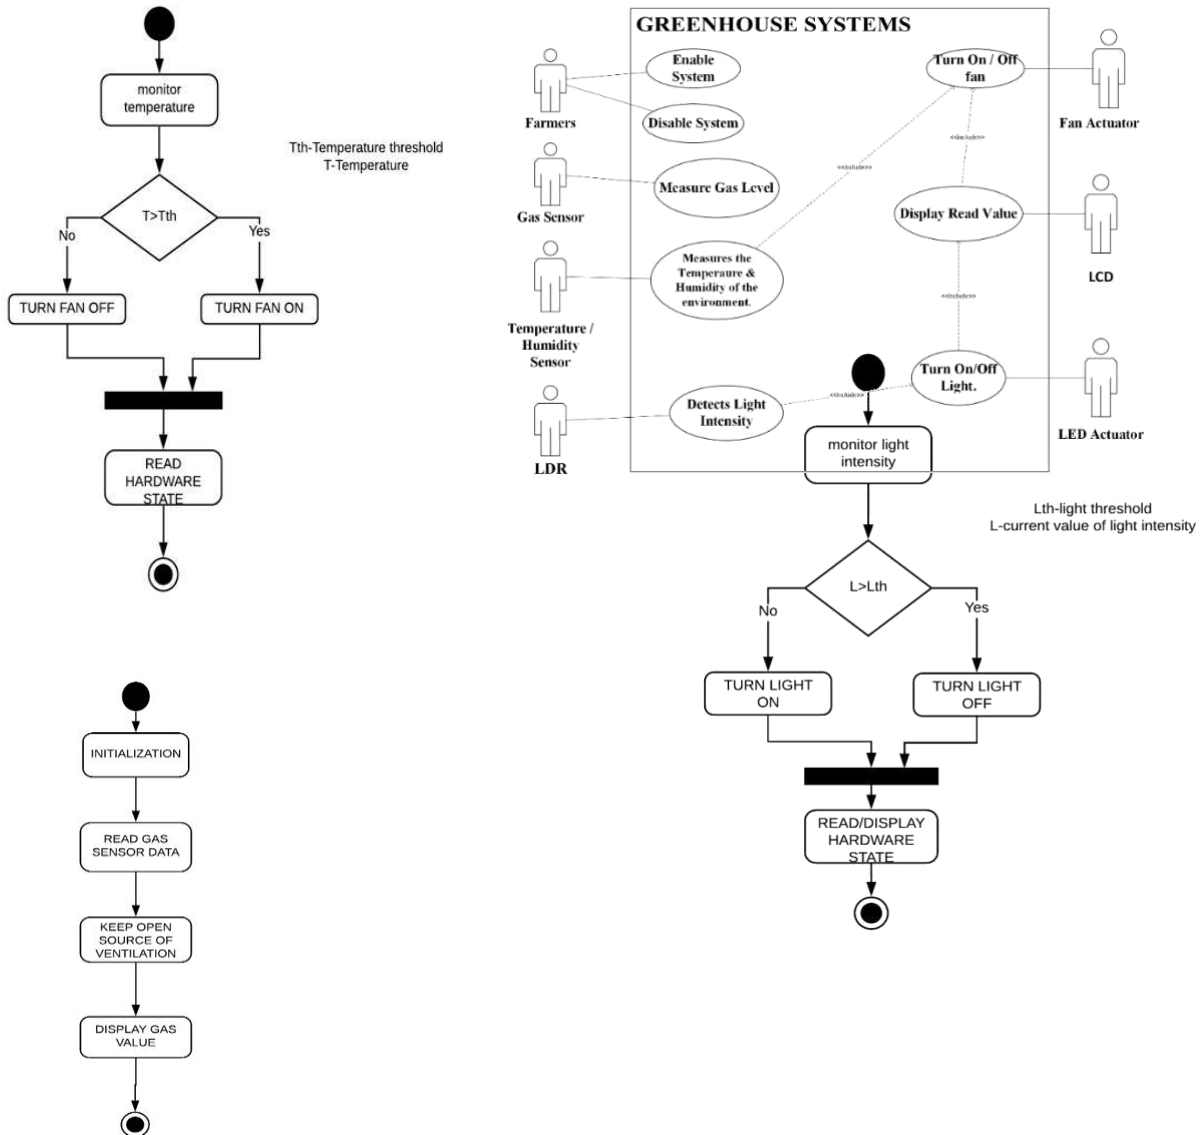 monitor
temperature
Tth-Temperature threshold
T-Temperature
T>Tth
No
Yes
TURN FAN OFF
TURN FAN ON
READ
HARDWARE
STATE
GREENHOUSE SYSTEMS
Farmers
Enable
System
Disable System
Gas Sensor
Measure Gas Level
Temperature /
Humidity
Sensor
Measures the
Temperaure &
Humidity of the
environment.
LDR
Detects Light
Intensity
Turn On / Off
fan
Fan Actuator
<<include>>
<<include>>
Display Read Value
LCD
<<include>>
Turn On/Off
Light.
LED Actuator
<<include>>
monitor light
intensity
Lth-light threshold
L-current value of light intensity
L>Lth
No
Yes
TURN LIGHT
ON
TURN LIGHT
OFF
READ/DISPLAY
HARDWARE
STATE
INITIALIZATION
READ GAS
SENSOR DATA
KEEP OPEN
SOURCE OF
VENTILATION
DISPLAY GAS
VALUE